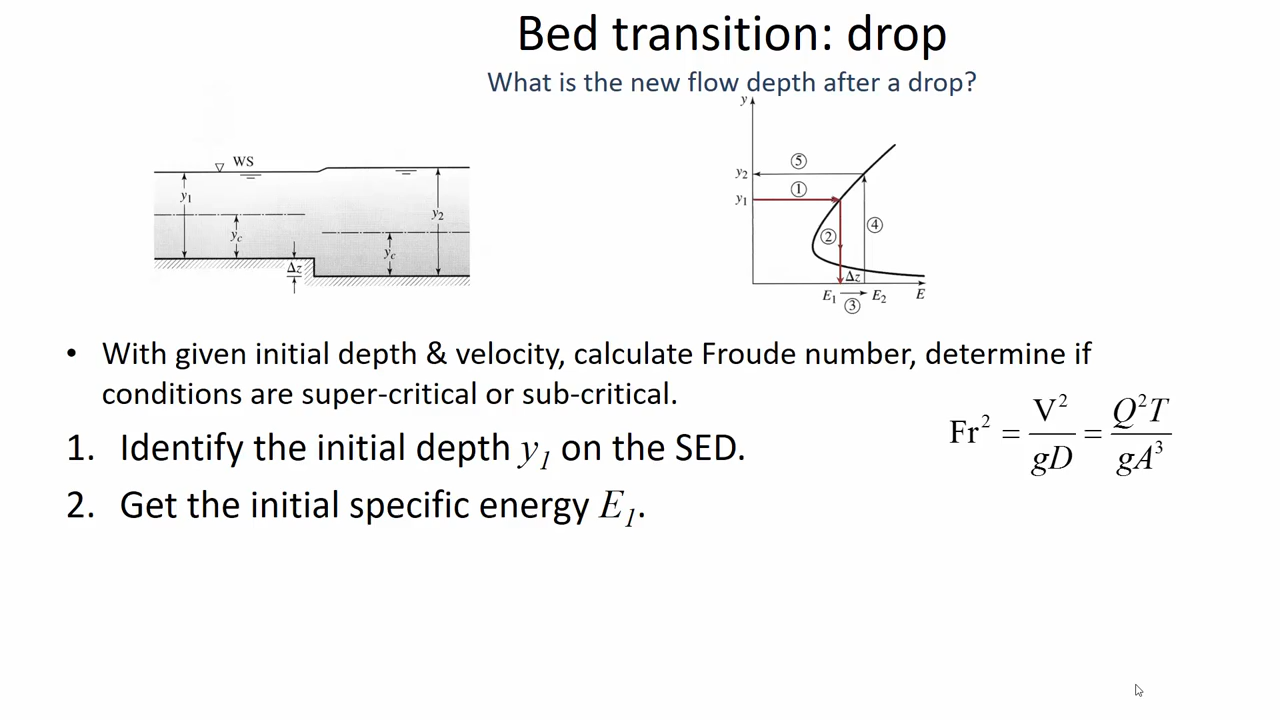 Bed transition: drop
What is the new flow depth after a drop?
WS
y1
yc
Δz
y2
yc
y
y2
y1
⑤
①
②
④
Δz
E1
E2
E
③
• With given initial depth & velocity, calculate Froude number, determine if
conditions are super-critical or sub-critical.
Fr² = V²/gD = Q²T/gA³
1. Identify the initial depth y1 on the SED.
2. Get the initial specific energy E1.